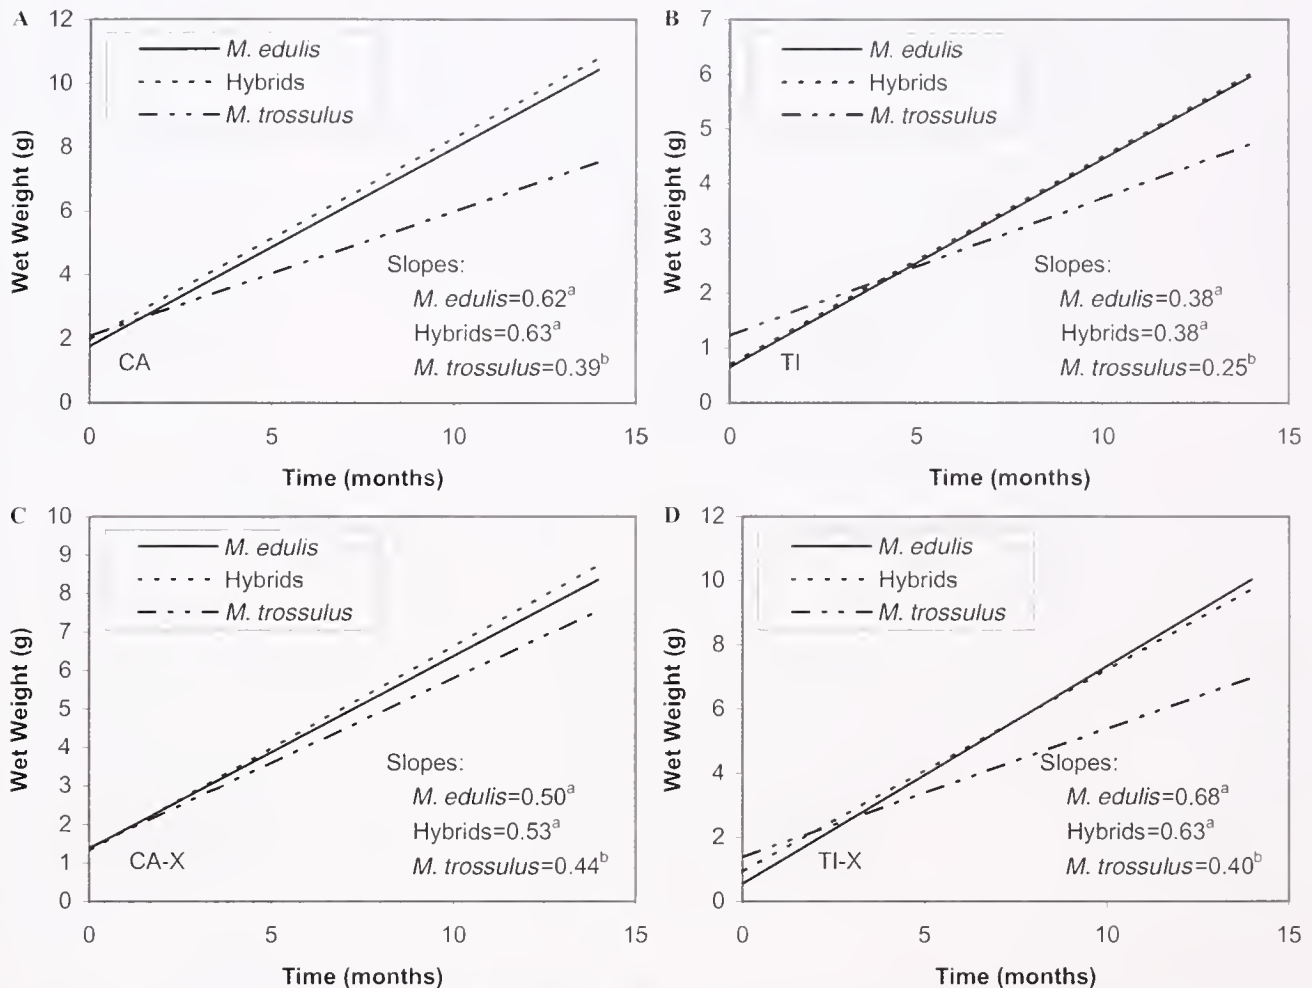 A
12
10
8
6
4
2
0
Wet Weight (g)
M. edulis
Hybrids
M. trossulus
Slopes:
M. edulis=0.62ᵃ
Hybrids=0.63ᵃ
M. trossulus=0.39ᵇ
CA
0 5 10 15
Time (months)
B
7
6
5
4
3
2
1
0
Wet Weight (g)
M. edulis
Hybrids
M. trossulus
Slopes:
M. edulis=0.38ᵃ
Hybrids=0.38ᵃ
M. trossulus=0.25ᵇ
TI
0 5 10 15
Time (months)
C
10
9
8
7
6
5
4
3
2
1
0
Wet Weight (g)
M. edulis
Hybrids
M. trossulus
Slopes:
M. edulis=0.50ᵃ
Hybrids=0.53ᵃ
M. trossulus=0.44ᵇ
CA-X
0 5 10 15
Time (months)
D
12
10
8
6
4
2
0
Wet Weight (g)
M. edulis
Hybrids
M. trossulus
Slopes:
M. edulis=0.68ᵃ
Hybrids=0.63ᵃ
M. trossulus=0.40ᵇ
TI-X
0 5 10 15
Time (months)